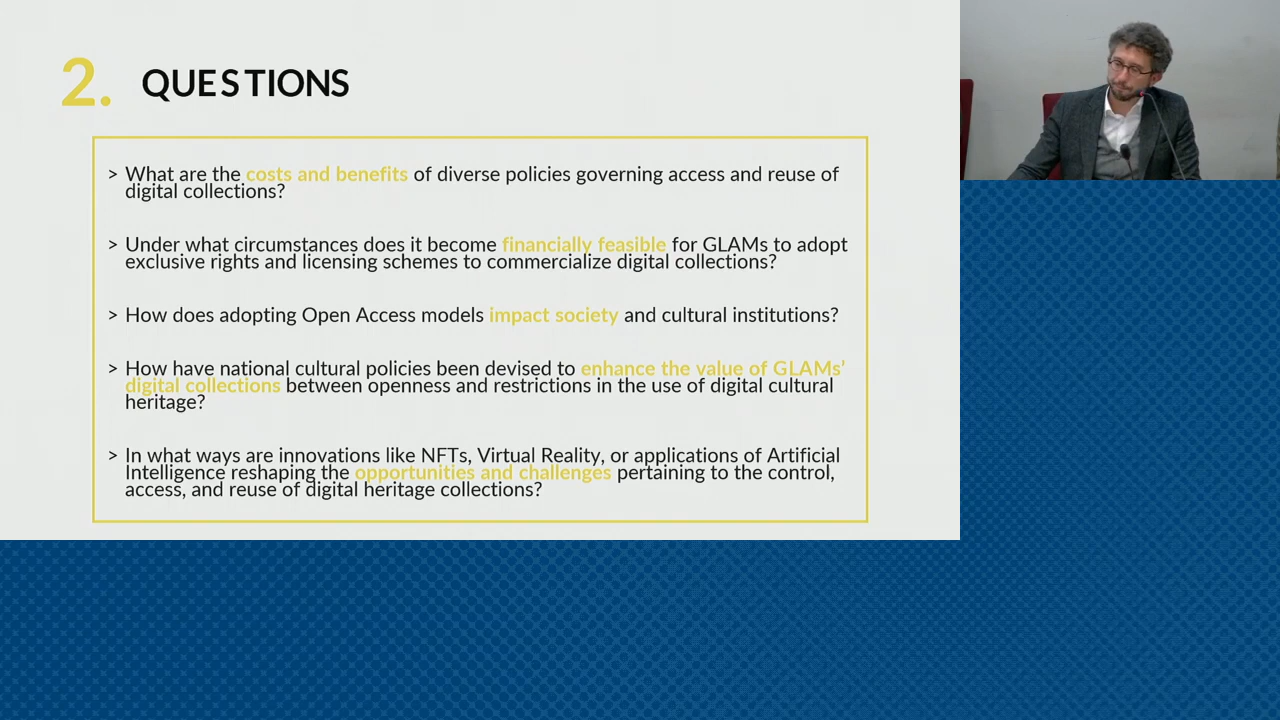 2. QUESTIONS
> What are the costs and benefits of diverse policies governing access and reuse of
digital collections?
> Under what circumstances does it become financially feasible for GLAMs to adopt
exclusive rights and licensing schemes to commercialize digital collections?
> How does adopting Open Access models impact society and cultural institutions?
> How have national cultural policies been devised to enhance the value of GLAMs'
digital collections between openness and restrictions in the use of digital cultural
heritage?
> In what ways are innovations like NFTs, Virtual Reality, or applications of Artificial
Intelligence reshaping the opportunities and challenges pertaining to the control,
access, and reuse of digital heritage collections?